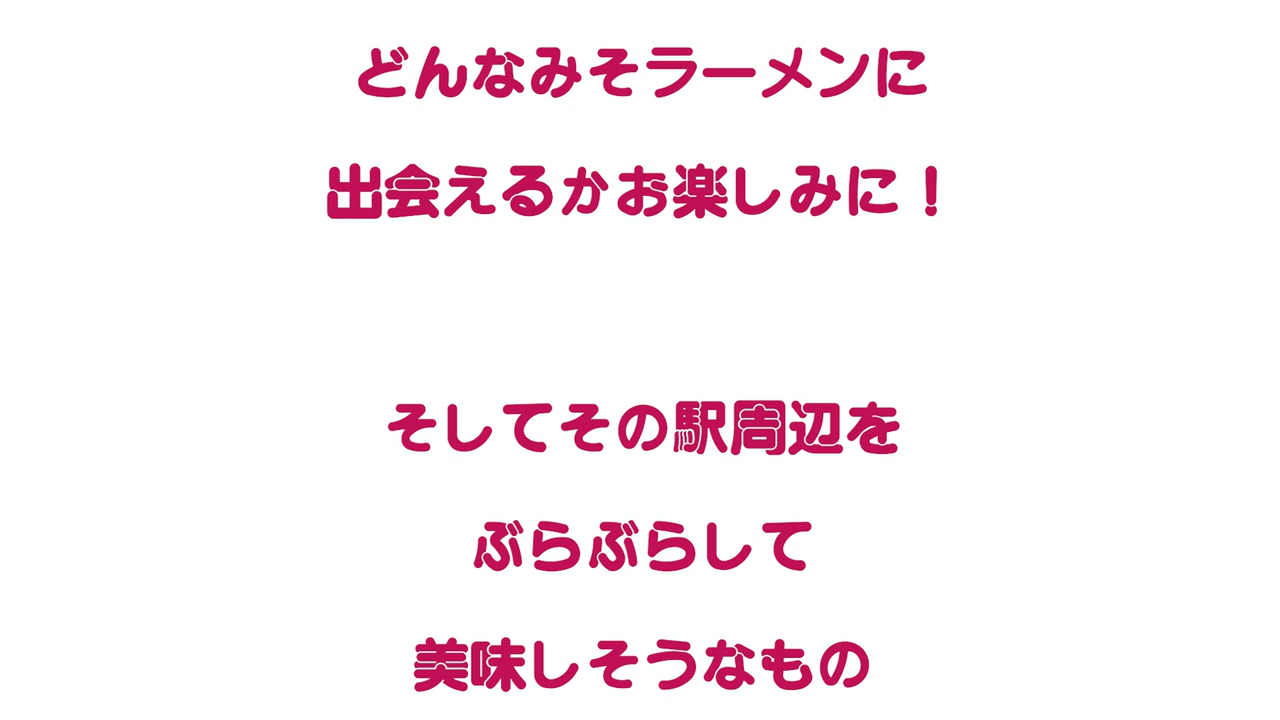 どんなみそラーメンに
出会えるかお楽しみに！
そしてその駅周辺を
ぶらぶらして
美味しそうなもの